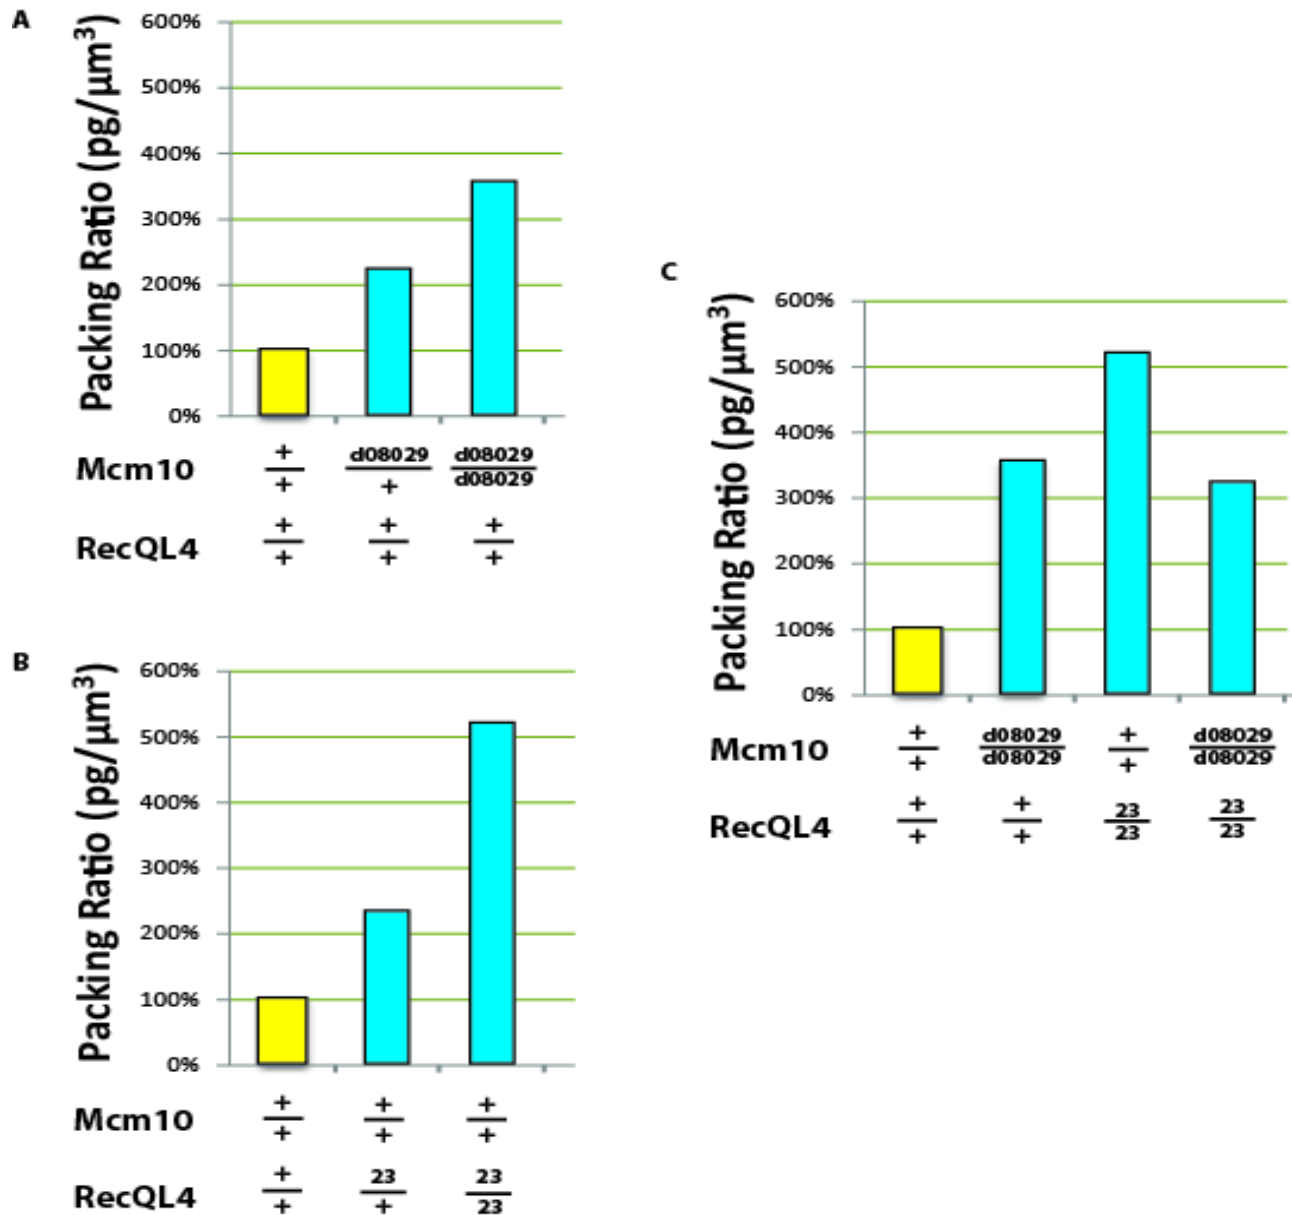 A
Packing Ratio (pg/µm³)
600%
500%
400%
300%
200%
100%
0%
Mcm10
+
+
d08029
+
d08029
d08029
RecQL4
+
+
+
+
+
+
B
Packing Ratio (pg/µm³)
600%
500%
400%
300%
200%
100%
0%
Mcm10
+
+
+
+
+
+
RecQL4
+
+
23
+
23
23
C
Packing Ratio (pg/µm³)
600%
500%
400%
300%
200%
100%
0%
Mcm10
+
+
d08029
d08029
+
+
d08029
d08029
RecQL4
+
+
+
+
23
23
23
23